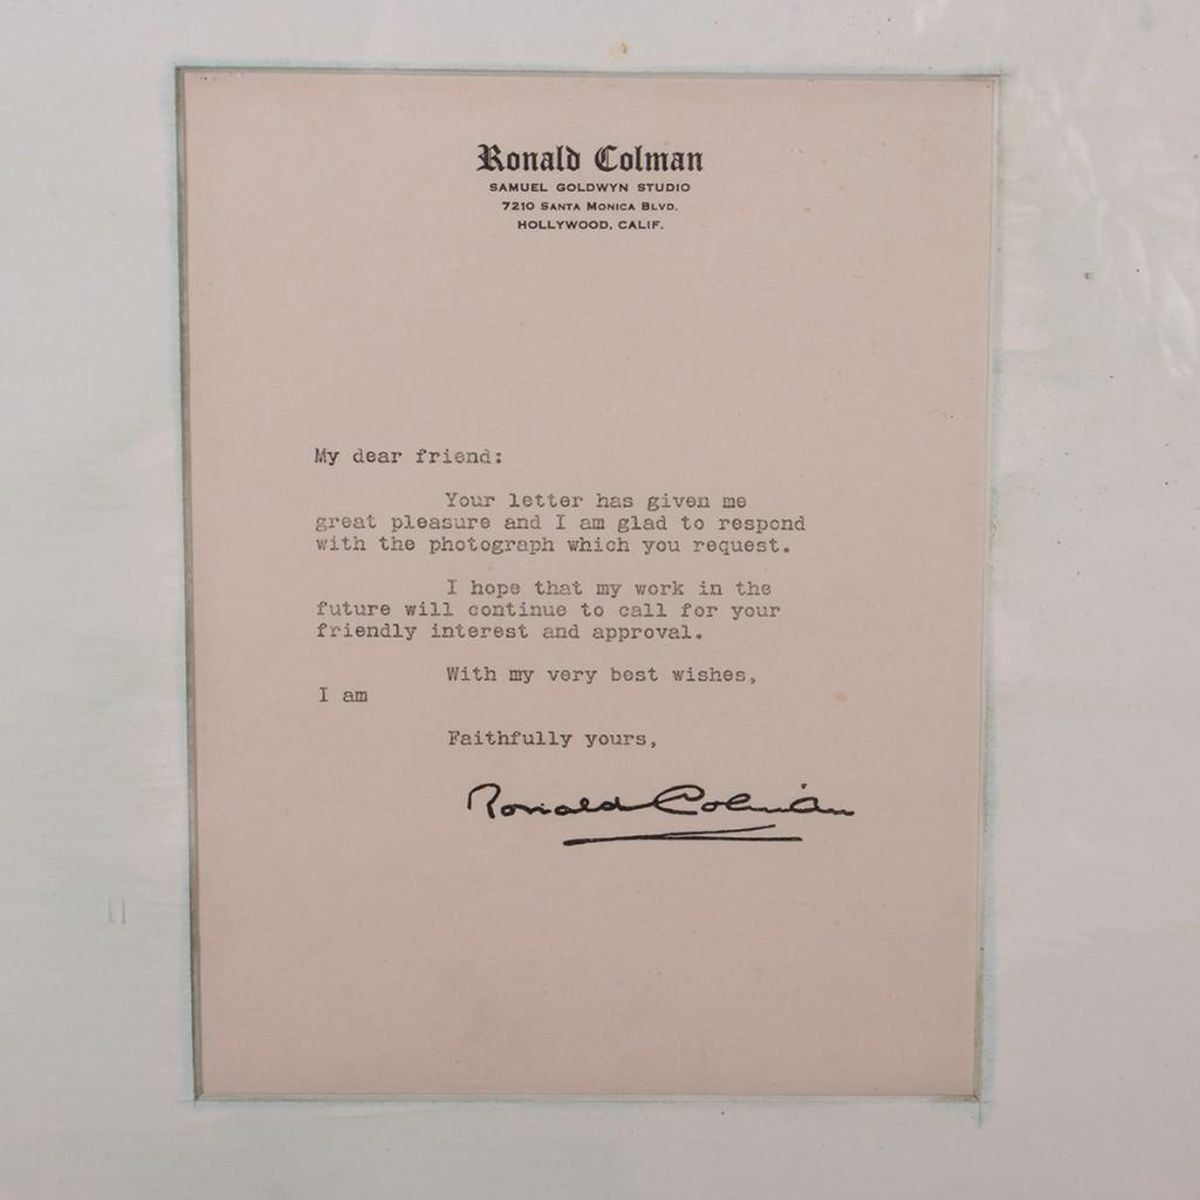 Ronald Colman
SAMUEL GOLDWYN STUDIO
7210 SANTA MONICA BLVD.
HOLLYWOOD, CALIF.
My dear friend:
Your letter has given me
great pleasure and I am glad to respond
with the photograph which you request.
I hope that my work in the
future will continue to call for your
friendly interest and approval.
With my very best wishes,
I am
Faithfully yours,
Ronald Colman